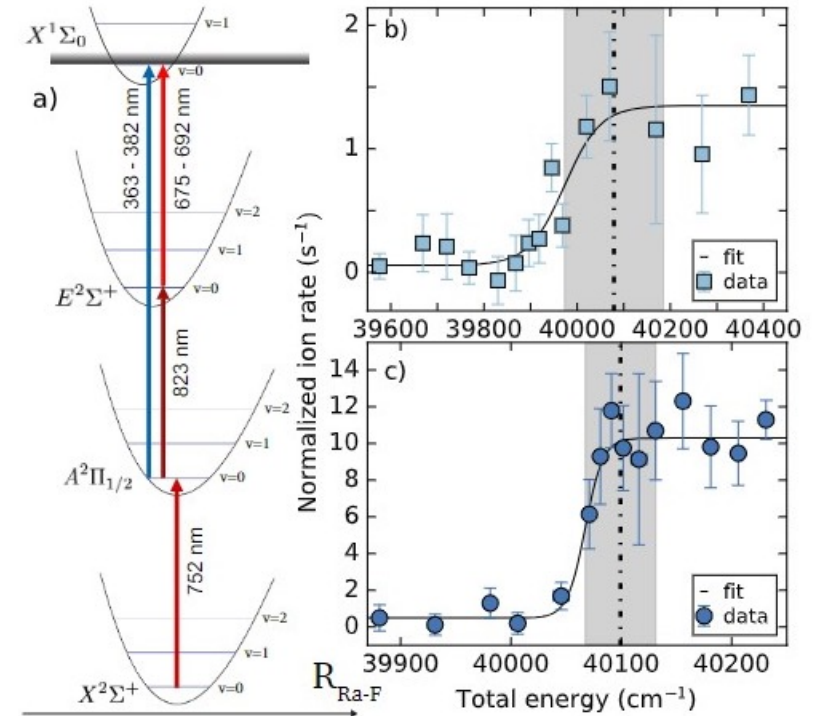 X¹Σ₀
v=1
v=0
a)
363 - 382 nm
675 - 692 nm
v=2
v=1
v=0
E²Σ⁺
823 nm
v=2
v=1
v=0
A²Π₁/₂
752 nm
v=2
v=1
v=0
X²Σ⁺
R Ra-F
Normalized ion rate (s⁻¹)
b)
2
1
0
fit
data
39600 39800 40000 40200 40400
c)
14
12
10
8
6
4
2
0
fit
data
39900 40000 40100 40200
Total energy (cm⁻¹)